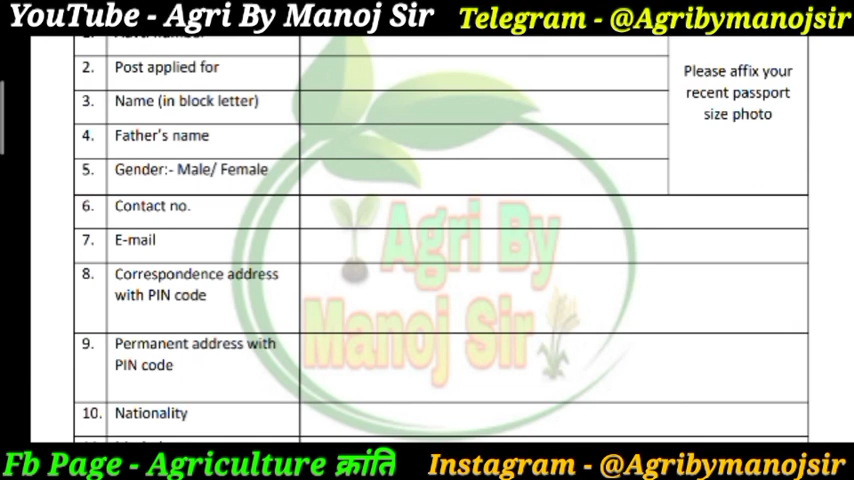 YouTube - Agri By Manoj Sir
Telegram - @Agribymanojsir
2. Post applied for
3. Name (in block letter)
4. Father's name
5. Gender:- Male/ Female
Please affix your
recent passport
size photo
6. Contact no.
7. E-mail
8. Correspondence address
with PIN code
9. Permanent address with
PIN code
10. Nationality
Agri By
Manoj Sir
Fb Page - Agriculture क्रांति
Instagram - @Agribymanojsir